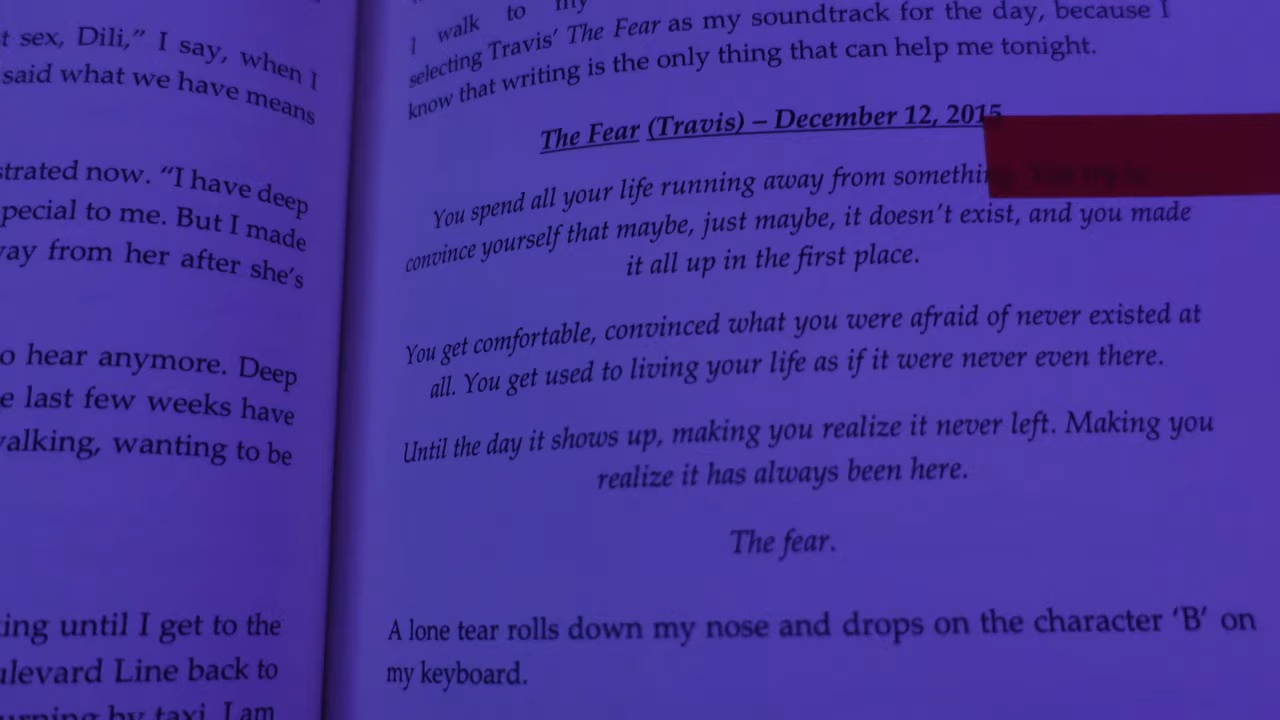 t sex, Dili,” I say, when I
said what we have means
strated now. “I have deep
pecial to me. But I made
way from her after she’s
o hear anymore. Deep
e last few weeks have
walking, wanting to be
ing until I get to the
ulevard Line back to
urning by taxi. I am
I walk to my
selecting Travis’ The Fear as my soundtrack for the day, because I
know that writing is the only thing that can help me tonight.
The Fear (Travis) – December 12, 2015
You spend all your life running away from somethin
convince yourself that maybe, just maybe, it doesn’t exist, and you made
it all up in the first place.
You get comfortable, convinced what you were afraid of never existed at
all. You get used to living your life as if it were never even there.
Until the day it shows up, making you realize it never left. Making you
realize it has always been here.
The fear.
A lone tear rolls down my nose and drops on the character ‘B’ on
my keyboard.